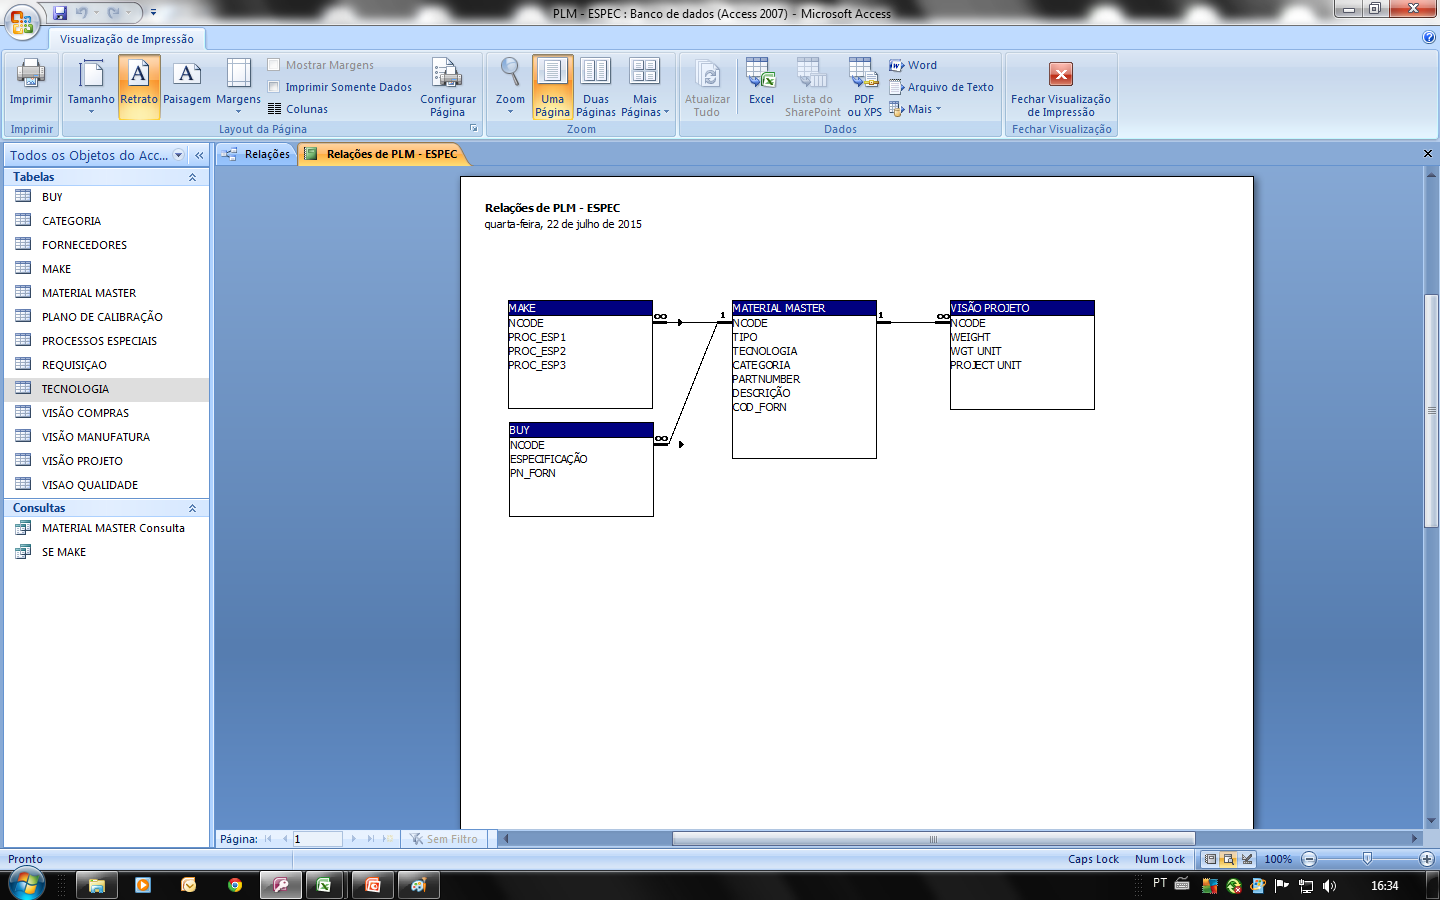 PLM - ESPEC : Banco de dados (Access 2007) - Microsoft Access
Visualização de Impressão
Imprimir
Tamanho
Retrato
Paisagem
Margens
Mostrar Margens
Imprimir Somente Dados
Colunas
Configurar Página
Zoom
Uma Página
Duas Páginas
Mais Páginas
Atualizar Tudo
Excel
Lista do SharePoint
PDF ou XPS
Word
Arquivo de Texto
Mais
Fechar Visualização de Impressão
Imprimir
Layout da Página
Zoom
Dados
Fechar Visualização
Todos os Objetos do Acc...
Relações
Relações de PLM - ESPEC
Tabelas
BUY
CATEGORIA
FORNECEDORES
MAKE
MATERIAL MASTER
PLANO DE CALIBRAÇÃO
PROCESSOS ESPECIAIS
REQUISIÇAO
TECNOLOGIA
VISÃO COMPRAS
VISÃO MANUFATURA
VISÃO PROJETO
VISAO QUALIDADE
Consultas
MATERIAL MASTER Consulta
SE MAKE
Relações de PLM - ESPEC
quarta-feira, 22 de julho de 2015
MAKE
NCODE
PROC_ESP1
PROC_ESP2
PROC_ESP3
∞
1
MATERIAL MASTER
NCODE
TIPO
TECNOLOGIA
CATEGORIA
PARTNUMBER
DESCRIÇÃO
COD_FORN
1
∞
VISÃO PROJETO
NCODE
WEIGHT
WGT UNIT
PROJECT UNIT
BUY
NCODE
ESPECIFICAÇÃO
PN_FORN
∞
Página:
1
Sem Filtro
Pronto
Caps Lock
Num Lock
100%
PT
16:34